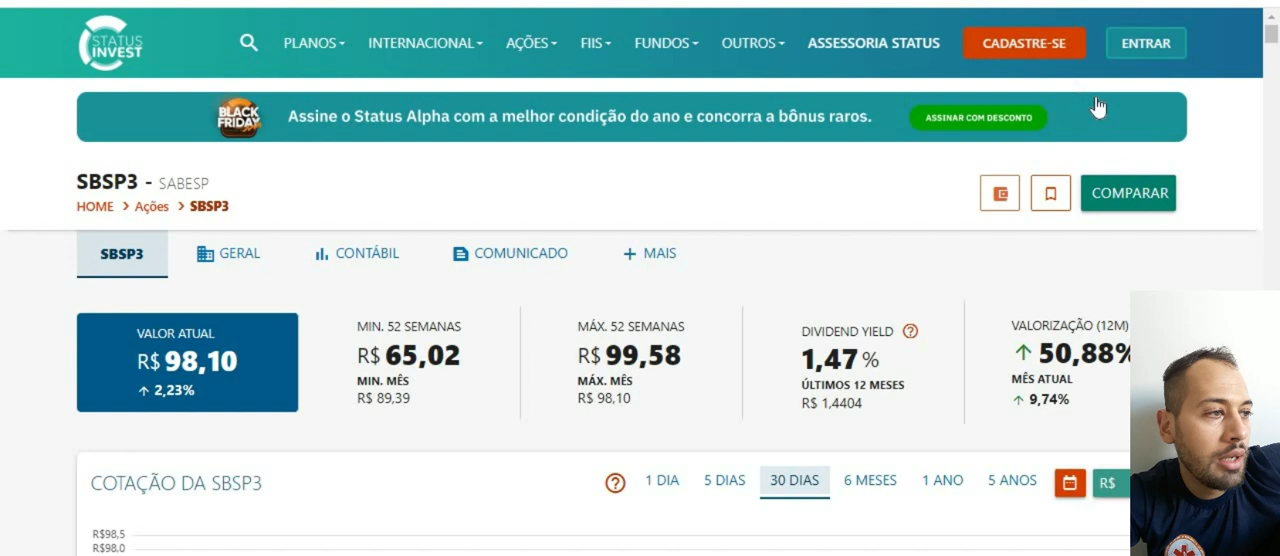 STATUS
INVEST
PLANOS
INTERNACIONAL
AÇÕES
FIIS
FUNDOS
OUTROS
ASSESSORIA STATUS
CADASTRE-SE
ENTRAR
BLACK
FRIDAY
Assine o Status Alpha com a melhor condição do ano e concorra a bônus raros.
ASSINAR COM DESCONTO
SBSP3 - SABESP
HOME > Ações > SBSP3
COMPARAR
SBSP3
GERAL
CONTÁBIL
COMUNICADO
+ MAIS
VALOR ATUAL
R$ 98,10
↑ 2,23%
MIN. 52 SEMANAS
R$ 65,02
MIN. MÊS
R$ 89,39
MÁX. 52 SEMANAS
R$ 99,58
MÁX. MÊS
R$ 98,10
DIVIDEND YIELD ?
1,47 %
ÚLTIMOS 12 MESES
R$ 1,4404
VALORIZAÇÃO (12M)
↑ 50,88%
MÊS ATUAL
↑ 9,74%
COTAÇÃO DA SBSP3
?
1 DIA
5 DIAS
30 DIAS
6 MESES
1 ANO
5 ANOS
R$
R$98,5
R$98,0